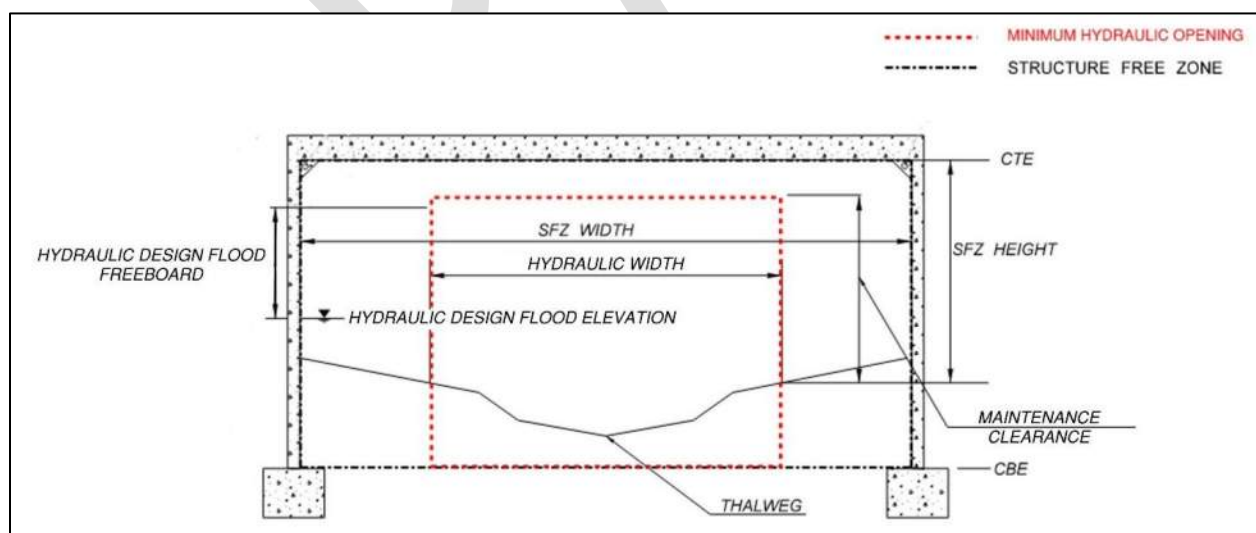 MINIMUM HYDRAULIC OPENING
STRUCTURE FREE ZONE
CTE
SFZ WIDTH
SFZ HEIGHT
HYDRAULIC DESIGN FLOOD
FREEBOARD
HYDRAULIC WIDTH
HYDRAULIC DESIGN FLOOD ELEVATION
MAINTENANCE
CLEARANCE
CBE
THALWEG